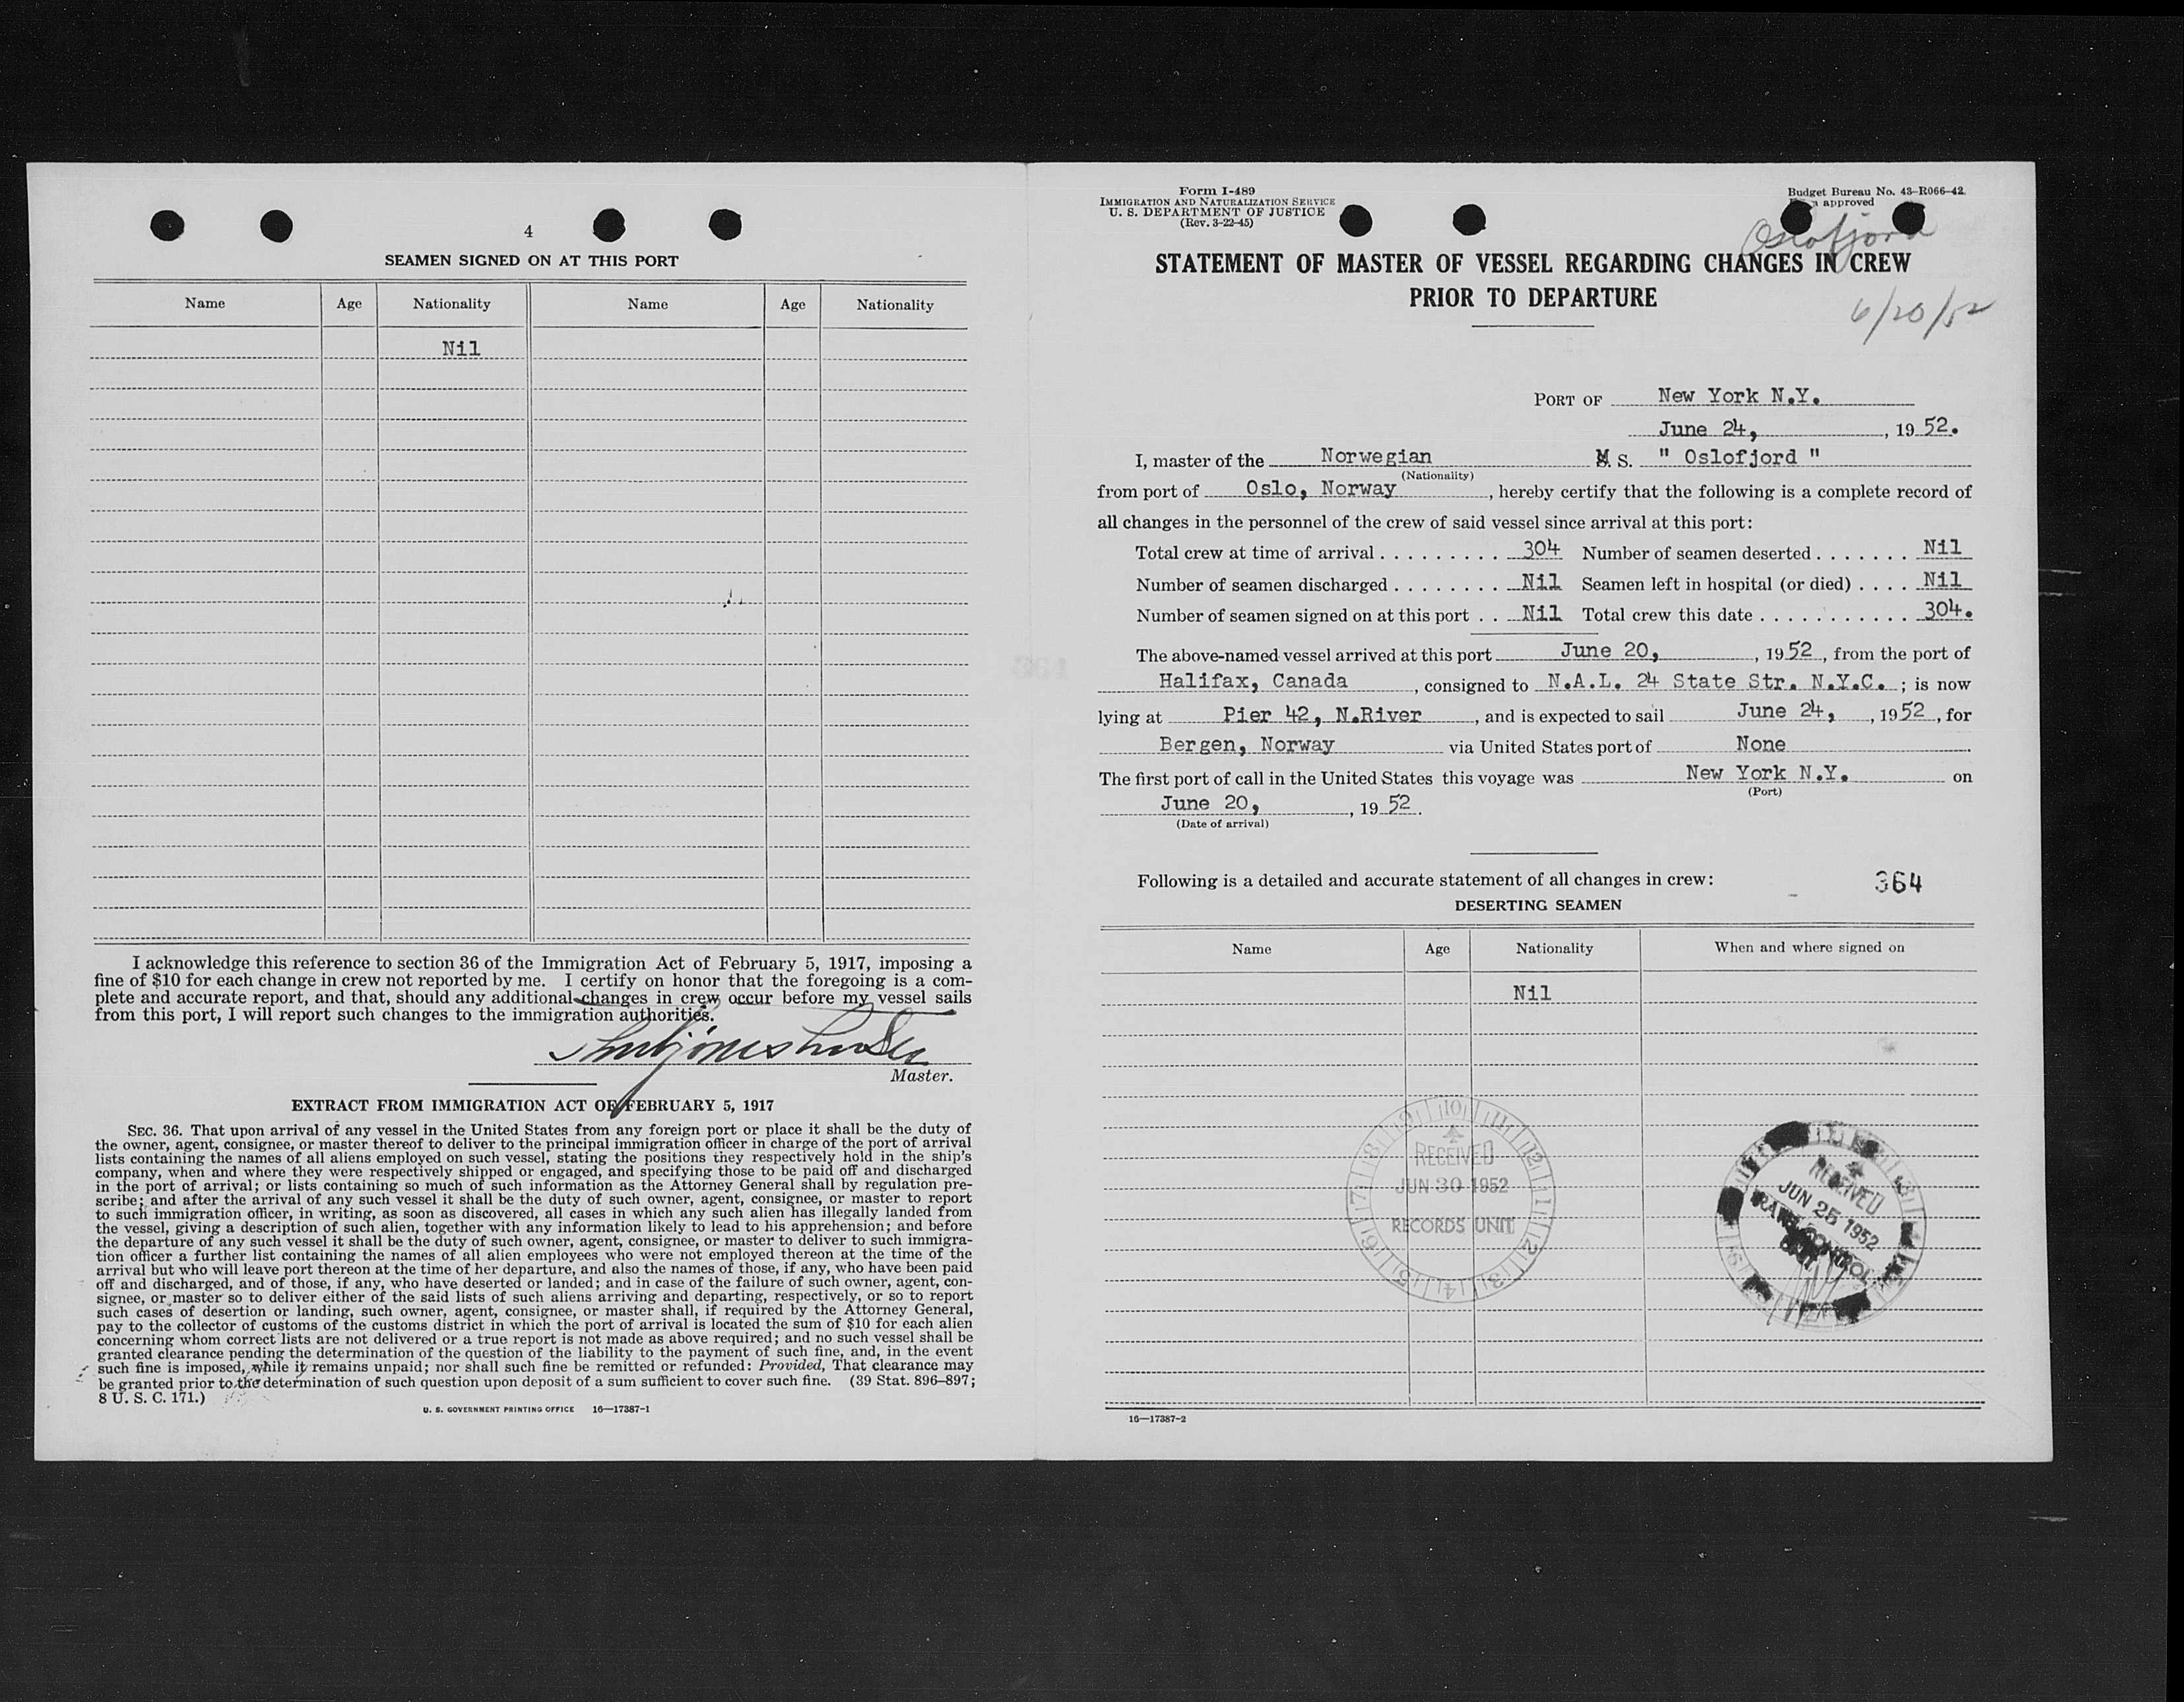 4
SEAMEN SIGNED ON AT THIS PORT
Name Age Nationality Name Age Nationality
Nil
I acknowledge this reference to section 36 of the Immigration Act of February 5, 1917, imposing a
fine of $10 for each change in crew not reported by me. I certify on honor that the foregoing is a com-
plete and accurate report, and that, should any additional changes in crew occur before my vessel sails
from this port, I will report such changes to the immigration authorities.
Master.
EXTRACT FROM IMMIGRATION ACT OF FEBRUARY 5, 1917
SEC. 36. That upon arrival of any vessel in the United States from any foreign port or place it shall be the duty of
the owner, agent, consignee, or master thereof to deliver to the principal immigration officer in charge of the port of arrival
lists containing the names of all aliens employed on such vessel, stating the positions they respectively hold in the ship's
company, when and where they were respectively shipped or engaged, and specifying those to be paid off and discharged
in the port of arrival; or lists containing so much of such information as the Attorney General shall by regulation pre-
scribe; and after the arrival of any such vessel it shall be the duty of such owner, agent, consignee, or master to report
to such immigration officer, in writing, as soon as discovered, all cases in which any such alien has illegally landed from
the vessel, giving a description of such alien, together with any information likely to lead to his apprehension; and before
the departure of any such vessel it shall be the duty of such owner, agent, consignee, or master to deliver to such immigra-
tion officer a further list containing the names of all alien employees who were not employed thereon at the time of the
arrival but who will leave port thereon at the time of her departure, and also the names of those, if any, who have been paid
off and discharged, and of those, if any, who have deserted or landed; and in case of the failure of such owner, agent, con-
signee, or master so to deliver either of the said lists of such aliens arriving and departing, respectively, or so to report
such cases of desertion or landing, such owner, agent, consignee, or master shall, if required by the Attorney General,
pay to the collector of customs of the customs district in which the port of arrival is located the sum of $10 for each alien
concerning whom correct lists are not delivered or a true report is not made as above required; and no such vessel shall be
granted clearance pending the determination of the question of the liability to the payment of such fine, and, in the event
such fine is imposed, while it remains unpaid; nor shall such fine be remitted or refunded: Provided, That clearance may
be granted prior to the determination of such question upon deposit of a sum sufficient to cover such fine. (39 Stat. 896–897;
8 U. S. C. 171.)
U. S. GOVERNMENT PRINTING OFFICE 16—17387-1
Form I-489
IMMIGRATION AND NATURALIZATION SERVICE
U. S. DEPARTMENT OF JUSTICE
(Rev. 3-22-45)
Budget Bureau No. 43-R066-42
approved
Oslofjord
STATEMENT OF MASTER OF VESSEL REGARDING CHANGES IN CREW
PRIOR TO DEPARTURE
6/20/52
PORT OF New York N.Y.
June 24, , 19 52.
I, master of the Norwegian M S. " Oslofjord "
(Nationality)
from port of Oslo, Norway , hereby certify that the following is a complete record of
all changes in the personnel of the crew of said vessel since arrival at this port:
Total crew at time of arrival . . . . . . . . . 304 Number of seamen deserted . . . . . . . Nil
Number of seamen discharged . . . . . . . . Nil Seamen left in hospital (or died) . . . . Nil
Number of seamen signed on at this port . . Nil Total crew this date . . . . . . . . . . . 304.
The above-named vessel arrived at this port June 20, , 19 52 , from the port of
Halifax, Canada , consigned to N.A.L. 24 State Str. N.Y.C. ; is now
lying at Pier 42, N.River , and is expected to sail June 24, , 19 52 , for
Bergen, Norway via United States port of None .
The first port of call in the United States this voyage was New York N.Y. on
(Port)
June 20, , 19 52 .
(Date of arrival)
Following is a detailed and accurate statement of all changes in crew: 364
DESERTING SEAMEN
Name Age Nationality When and where signed on
Nil
RECEIVED
JUN 30 1952
RECORDS UNIT
RECEIVED
JUN 25 1952
CONTROL
16—17387-2